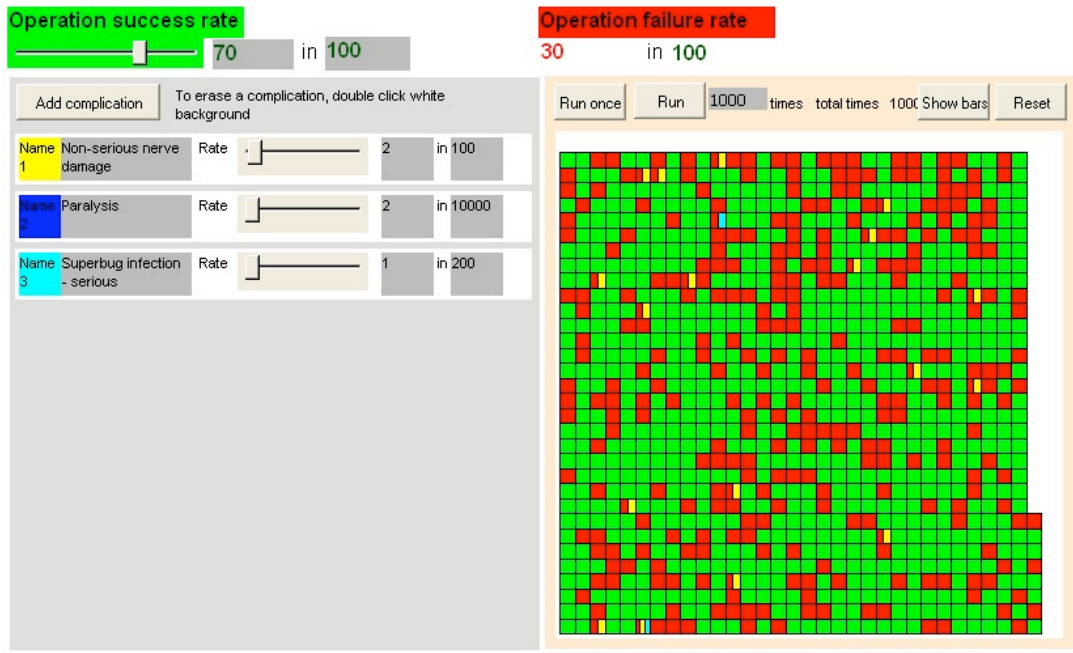 Operation success rate
70 in 100
Operation failure rate
30 in 100
Add complication
To erase a complication, double click white
background
Name Non-serious nerve Rate 2 in 100
1 damage
Name Paralysis Rate 2 in 10000
2
Name Superbug infection Rate 1 in 200
3 - serious
Run once Run 1000 times total times 1000 Show bars Reset